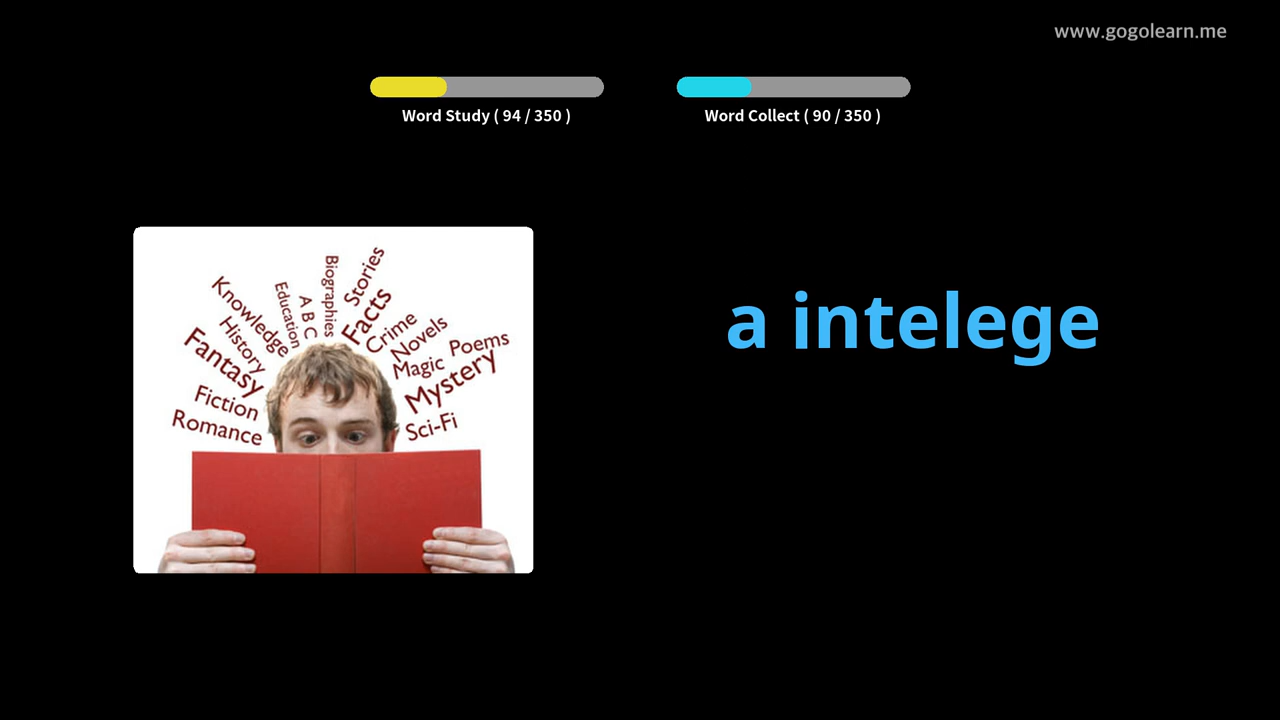 www.gogolearn.me
Word Study ( 94 / 350 )
Word Collect ( 90 / 350 )
a intelege
Biographies
Stories
Knowledge
Education
A B C
Facts
Crime
History
Novels
Fantasy
Magic
Poems
Mystery
Fiction
Romance
Sci-Fi